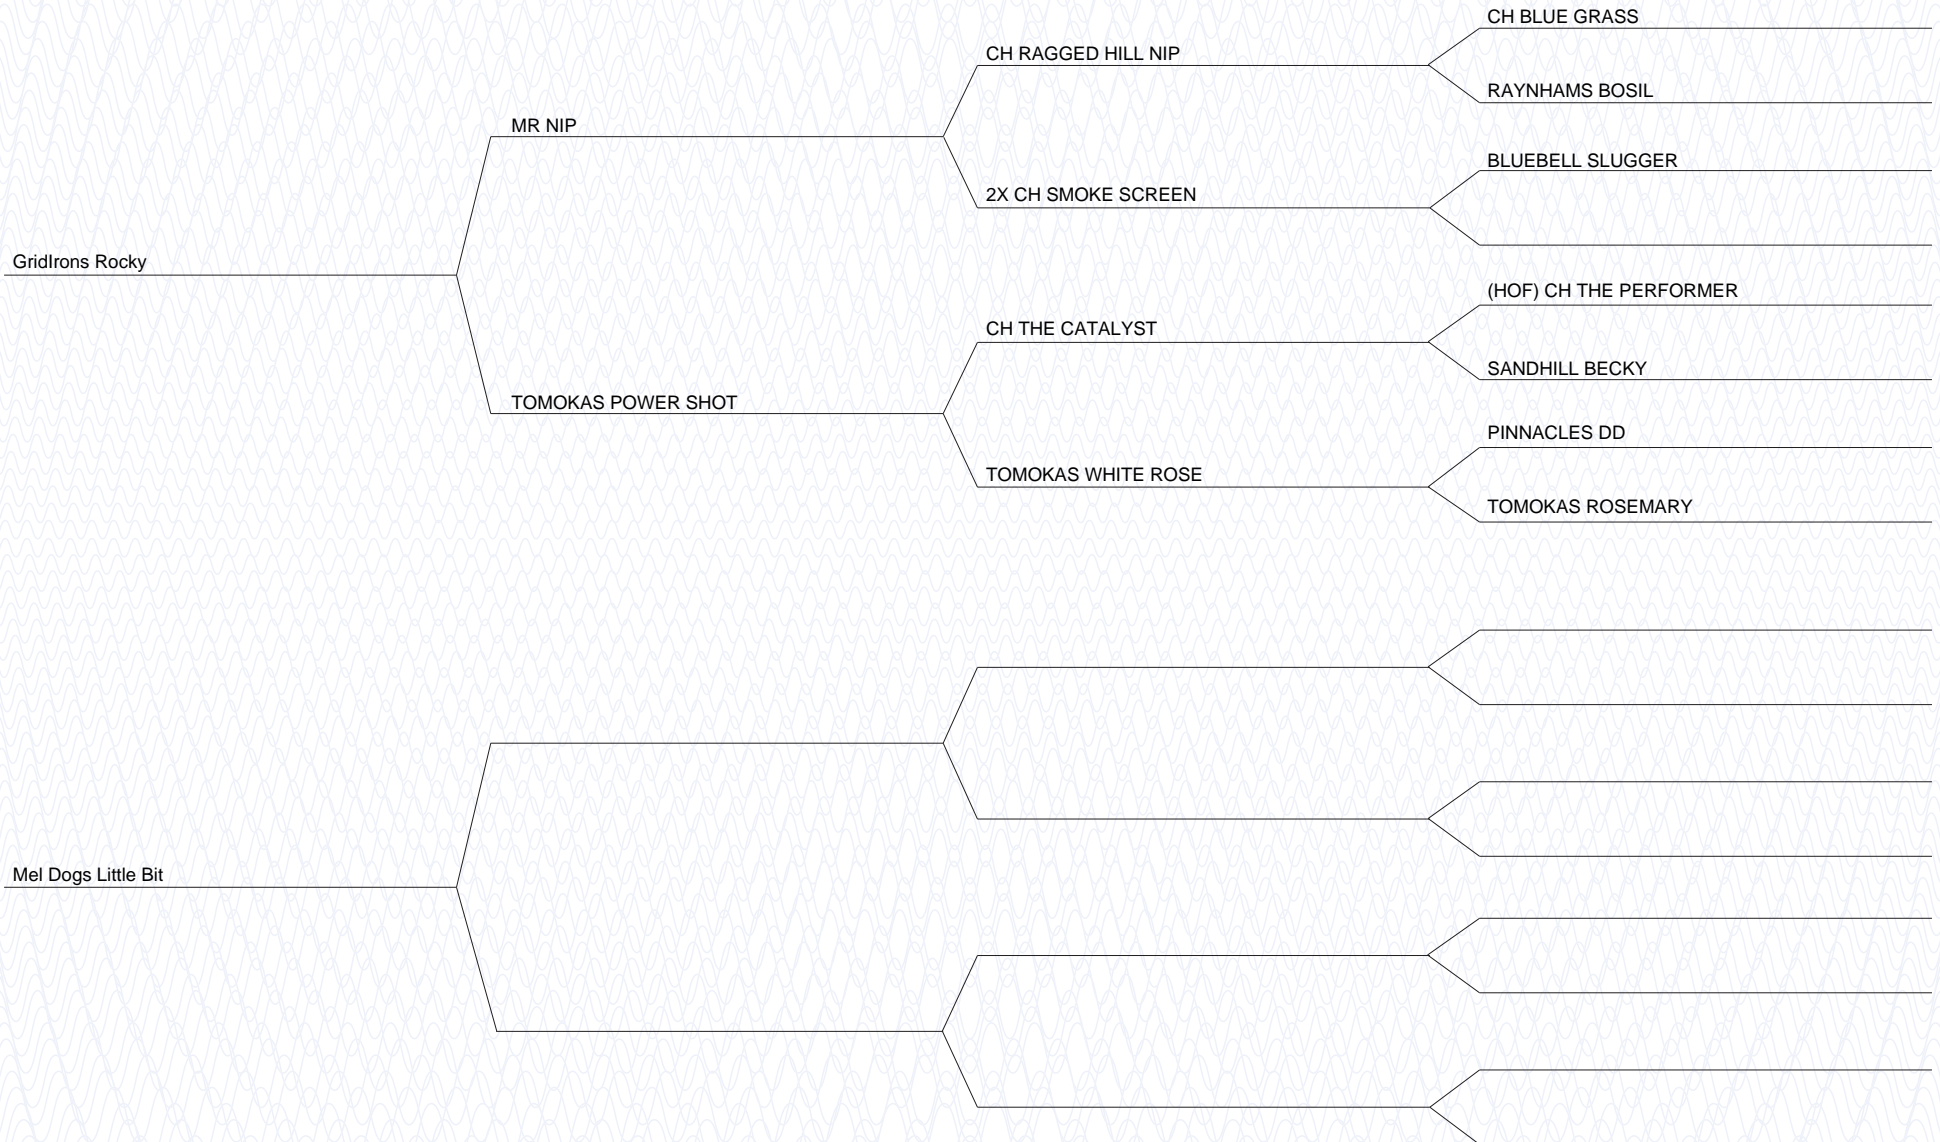 CH BLUE GRASS
CH RAGGED HILL NIP
RAYNHAMS BOSIL
MR NIP
BLUEBELL SLUGGER
2X CH SMOKE SCREEN
GridIrons Rocky
(HOF) CH THE PERFORMER
CH THE CATALYST
SANDHILL BECKY
TOMOKAS POWER SHOT
PINNACLES DD
TOMOKAS WHITE ROSE
TOMOKAS ROSEMARY
Mel Dogs Little Bit